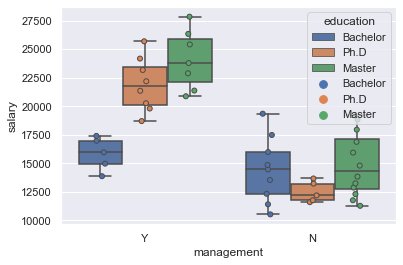 27500
25000
22500
20000
17500
15000
12500
10000
salary
education
Bachelor
Ph.D
Master
Bachelor
Ph.D
Master
Y
N
management